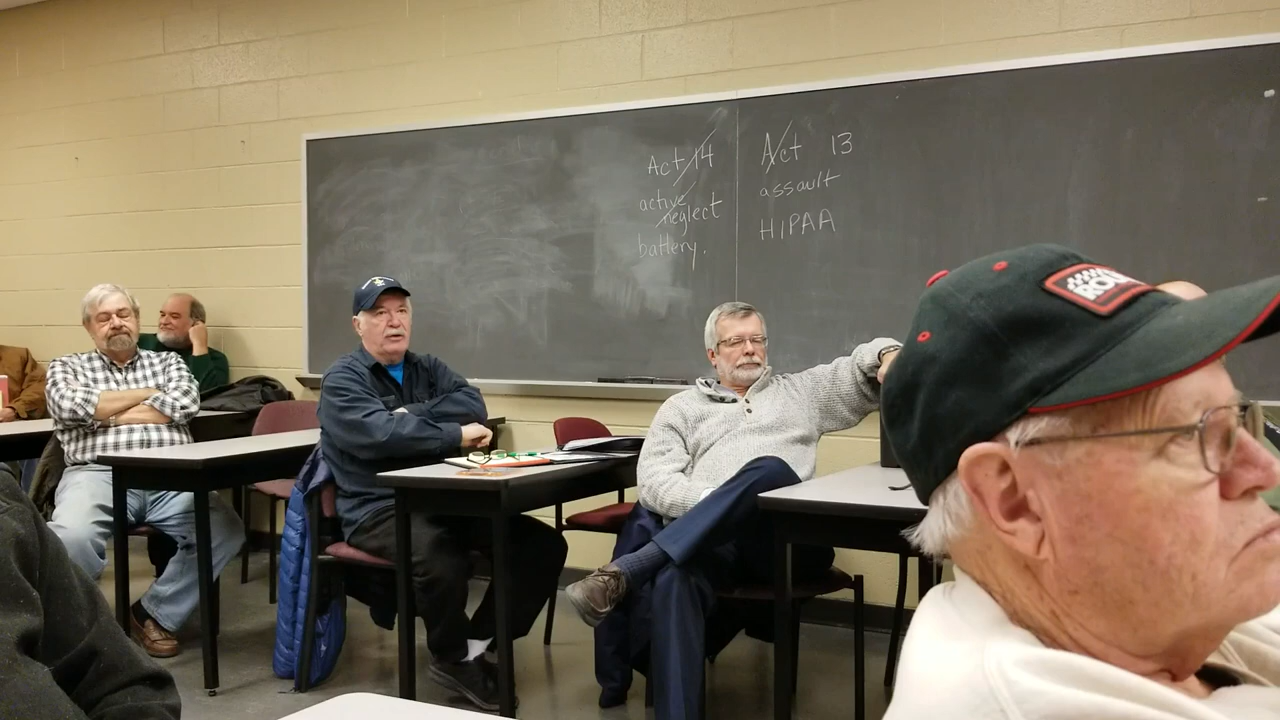 Act 14
active
neglect
battery.
Act 13
assault
HIPAA